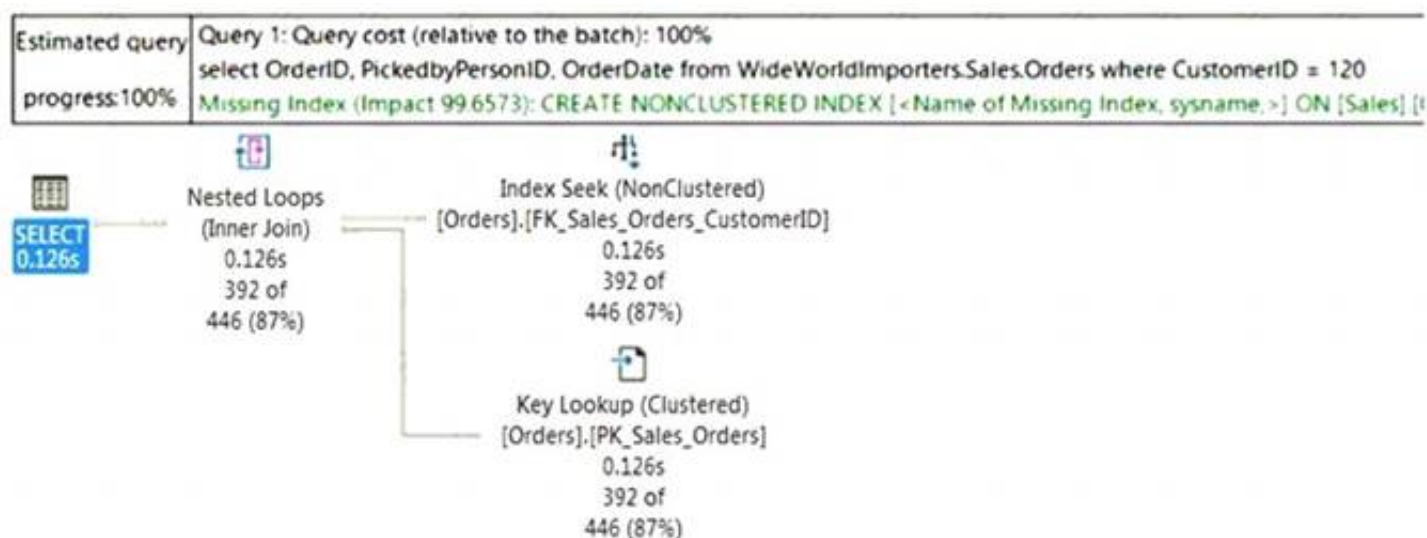 Estimated query
progress:100%
Query 1: Query cost (relative to the batch): 100%
select OrderID, PickedbyPersonID, OrderDate from WideWorldImporters.Sales.Orders where CustomerID = 120
Missing Index (Impact 99.6573): CREATE NONCLUSTERED INDEX [<Name of Missing Index, sysname,>] ON [Sales].[
SELECT
0.126s
Nested Loops
(Inner Join)
0.126s
392 of
446 (87%)
Index Seek (NonClustered)
[Orders].[FK_Sales_Orders_CustomerID]
0.126s
392 of
446 (87%)
Key Lookup (Clustered)
[Orders].[PK_Sales_Orders]
0.126s
392 of
446 (87%)